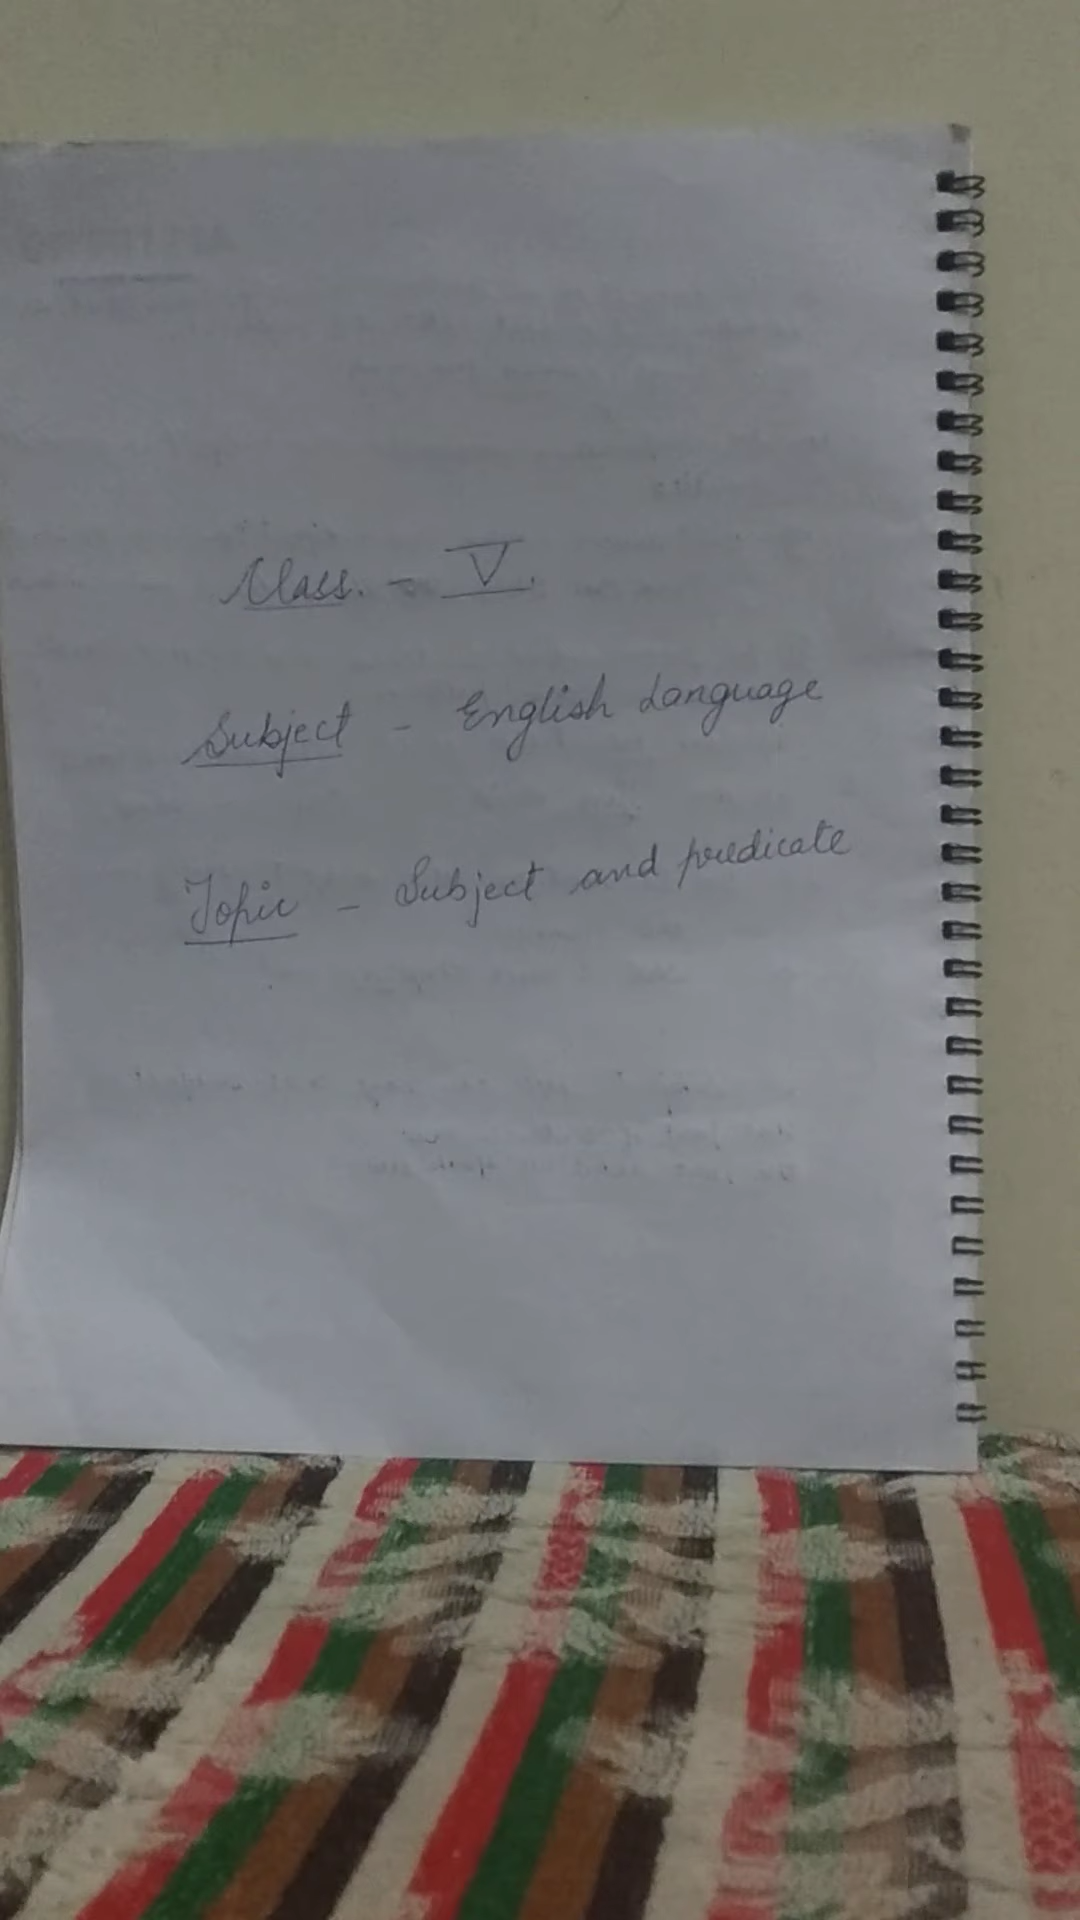 Class. - V.
Subject - English Language
Topic - Subject and predicate